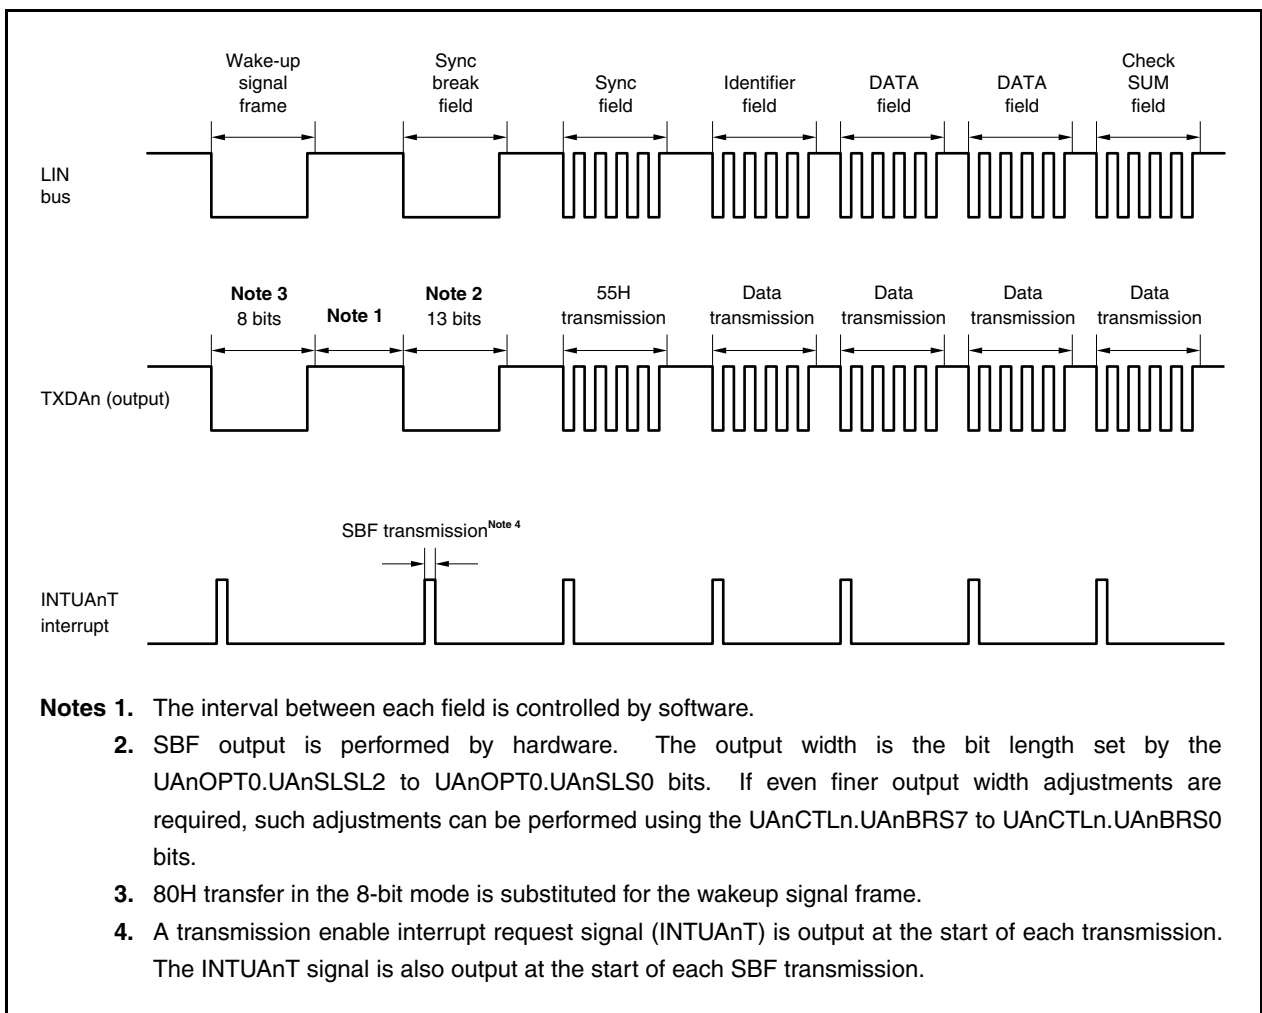 Wake-up
signal
frame
Sync
break
field
Sync
field
Identifier
field
DATA
field
DATA
field
Check
SUM
field
LIN
bus
Note 3
8 bits
Note 1
Note 2
13 bits
55H
transmission
Data
transmission
Data
transmission
Data
transmission
Data
transmission
TXDAn (output)
SBF transmission Note 4
INTUAnT
interrupt
Notes 1. The interval between each field is controlled by software.
2. SBF output is performed by hardware. The output width is the bit length set by the
UAnOPT0.UAnSLSL2 to UAnOPT0.UAnSLS0 bits. If even finer output width adjustments are
required, such adjustments can be performed using the UAnCTLn.UAnBRS7 to UAnCTLn.UAnBRS0
bits.
3. 80H transfer in the 8-bit mode is substituted for the wakeup signal frame.
4. A transmission enable interrupt request signal (INTUAnT) is output at the start of each transmission.
The INTUAnT signal is also output at the start of each SBF transmission.